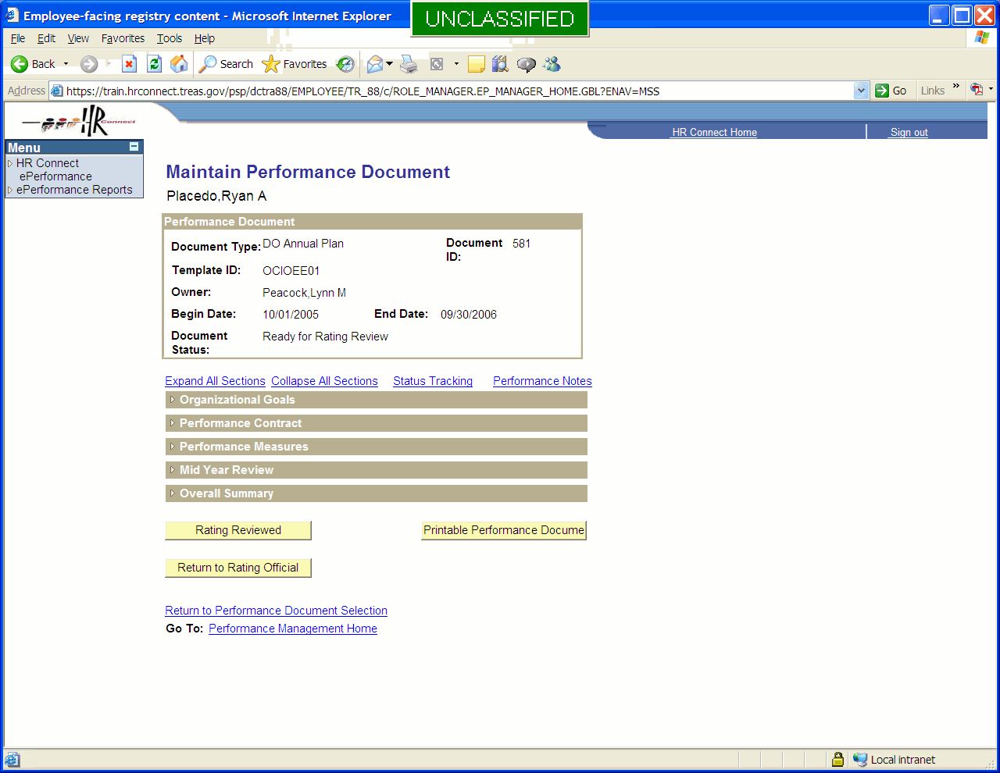 Employee-facing registry content - Microsoft Internet Explorer
UNCLASSIFIED
File Edit View Favorites Tools Help
Back Search Favorites
Address https://train.hrconnect.treas.gov/psp/dctra88/EMPLOYEE/TR_88/c/ROLE_MANAGER.EP_MANAGER_HOME.GBL?ENAV=MSS Go Links »
HR Connect
HR Connect Home Sign out
Menu
HR Connect
ePerformance
ePerformance Reports
Maintain Performance Document
Placedo,Ryan A
Performance Document
Document Type: DO Annual Plan Document ID: 581
Template ID: OCIOEE01
Owner: Peacock,Lynn M
Begin Date: 10/01/2005 End Date: 09/30/2006
Document Status: Ready for Rating Review
Expand All Sections Collapse All Sections Status Tracking Performance Notes
Organizational Goals
Performance Contract
Performance Measures
Mid Year Review
Overall Summary
Rating Reviewed Printable Performance Docume
Return to Rating Official
Return to Performance Document Selection
Go To: Performance Management Home
Local intranet